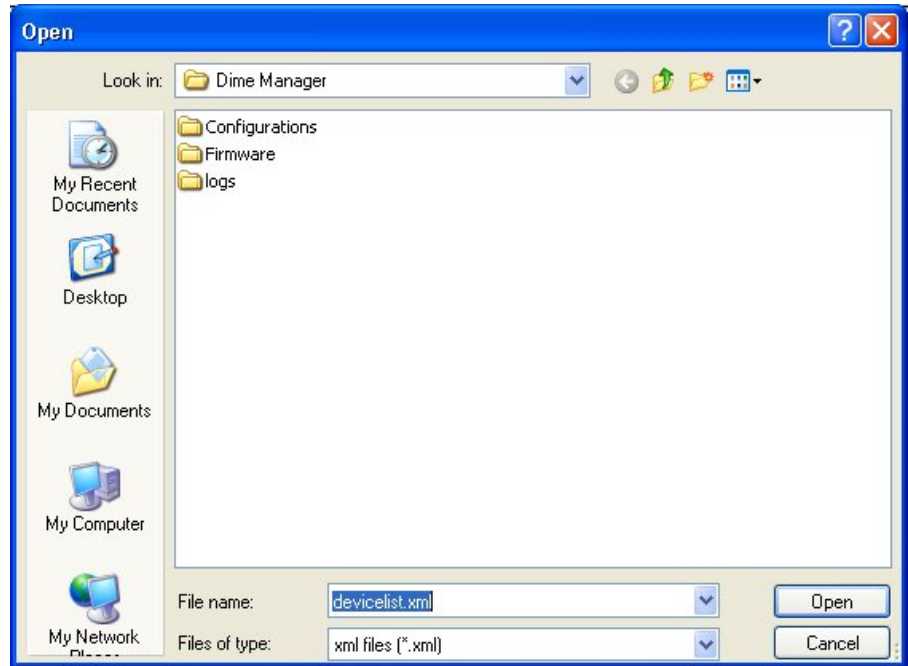 Open
Look in: Dime Manager
Configurations
Firmware
logs
My Recent
Documents
Desktop
My Documents
My Computer
My Network
File name: devicelist.xml Open
Files of type: xml files (*.xml) Cancel